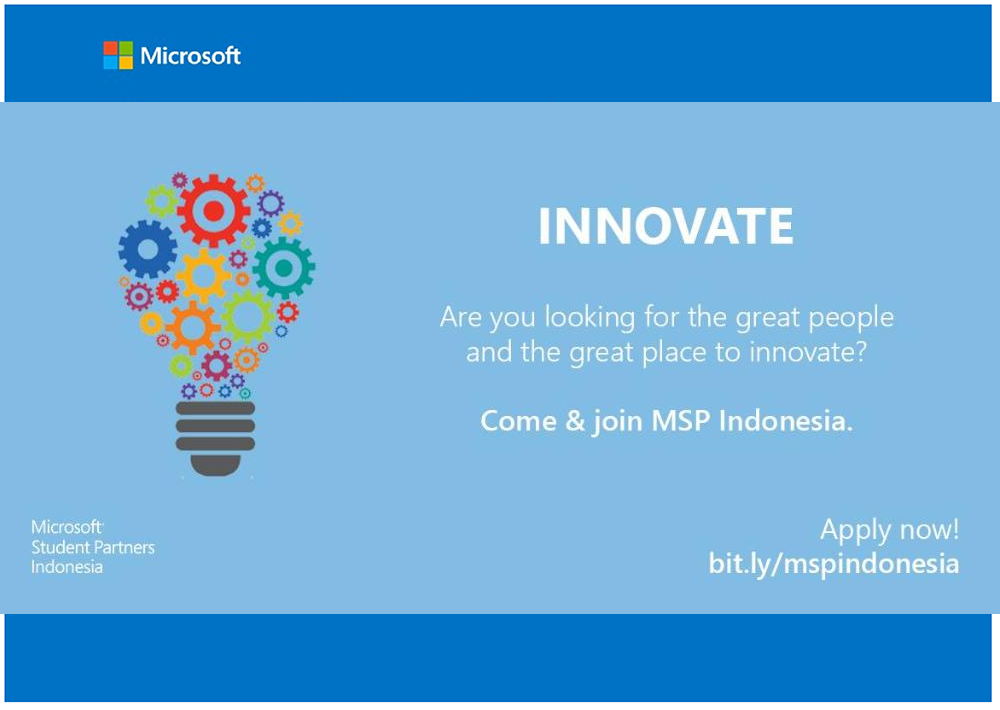 Microsoft
INNOVATE
Are you looking for the great people
and the great place to innovate?
Come & join MSP Indonesia.
Microsoft
Student Partners
Indonesia
Apply now!
bit.ly/mspindonesia